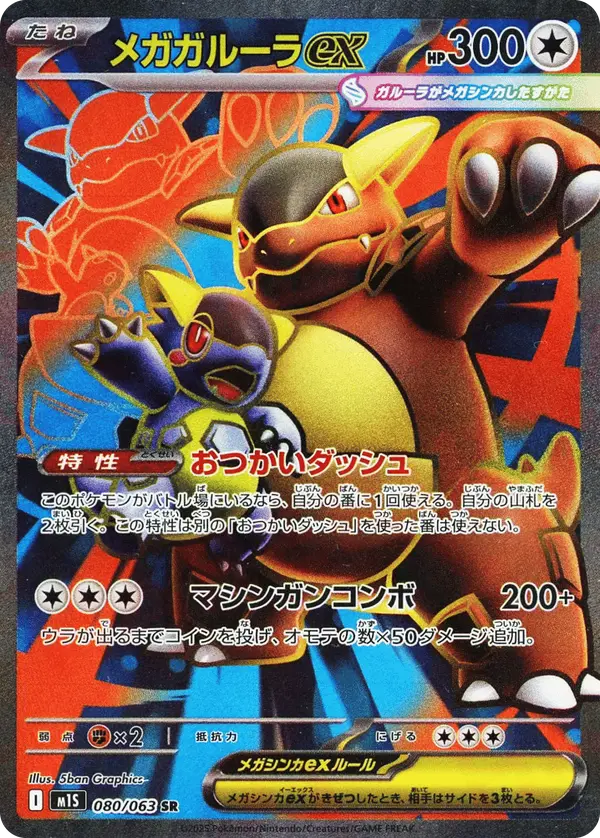 たね メガガルーラex HP300
ガルーラがメガシンカしたすがた
特性 おつかいダッシュ
このポケモンがバトル場にいるなら、自分の番に1回使える。自分の山札を
2枚引く。この特性は別の「おつかいダッシュ」を使った番は使えない。
マシンガンコンボ 200+
ウラが出るまでコインを投げ、オモテの数×50ダメージ追加。
弱点 ×2 抵抗力 にげる
メガシンカexルール
メガシンカexがきぜつしたとき、相手はサイドを3枚とる。
Illus. 5ban Graphics
I m1S 080/063 SR
©2025 Pokémon/Nintendo/Creatures/GAME FREAK.